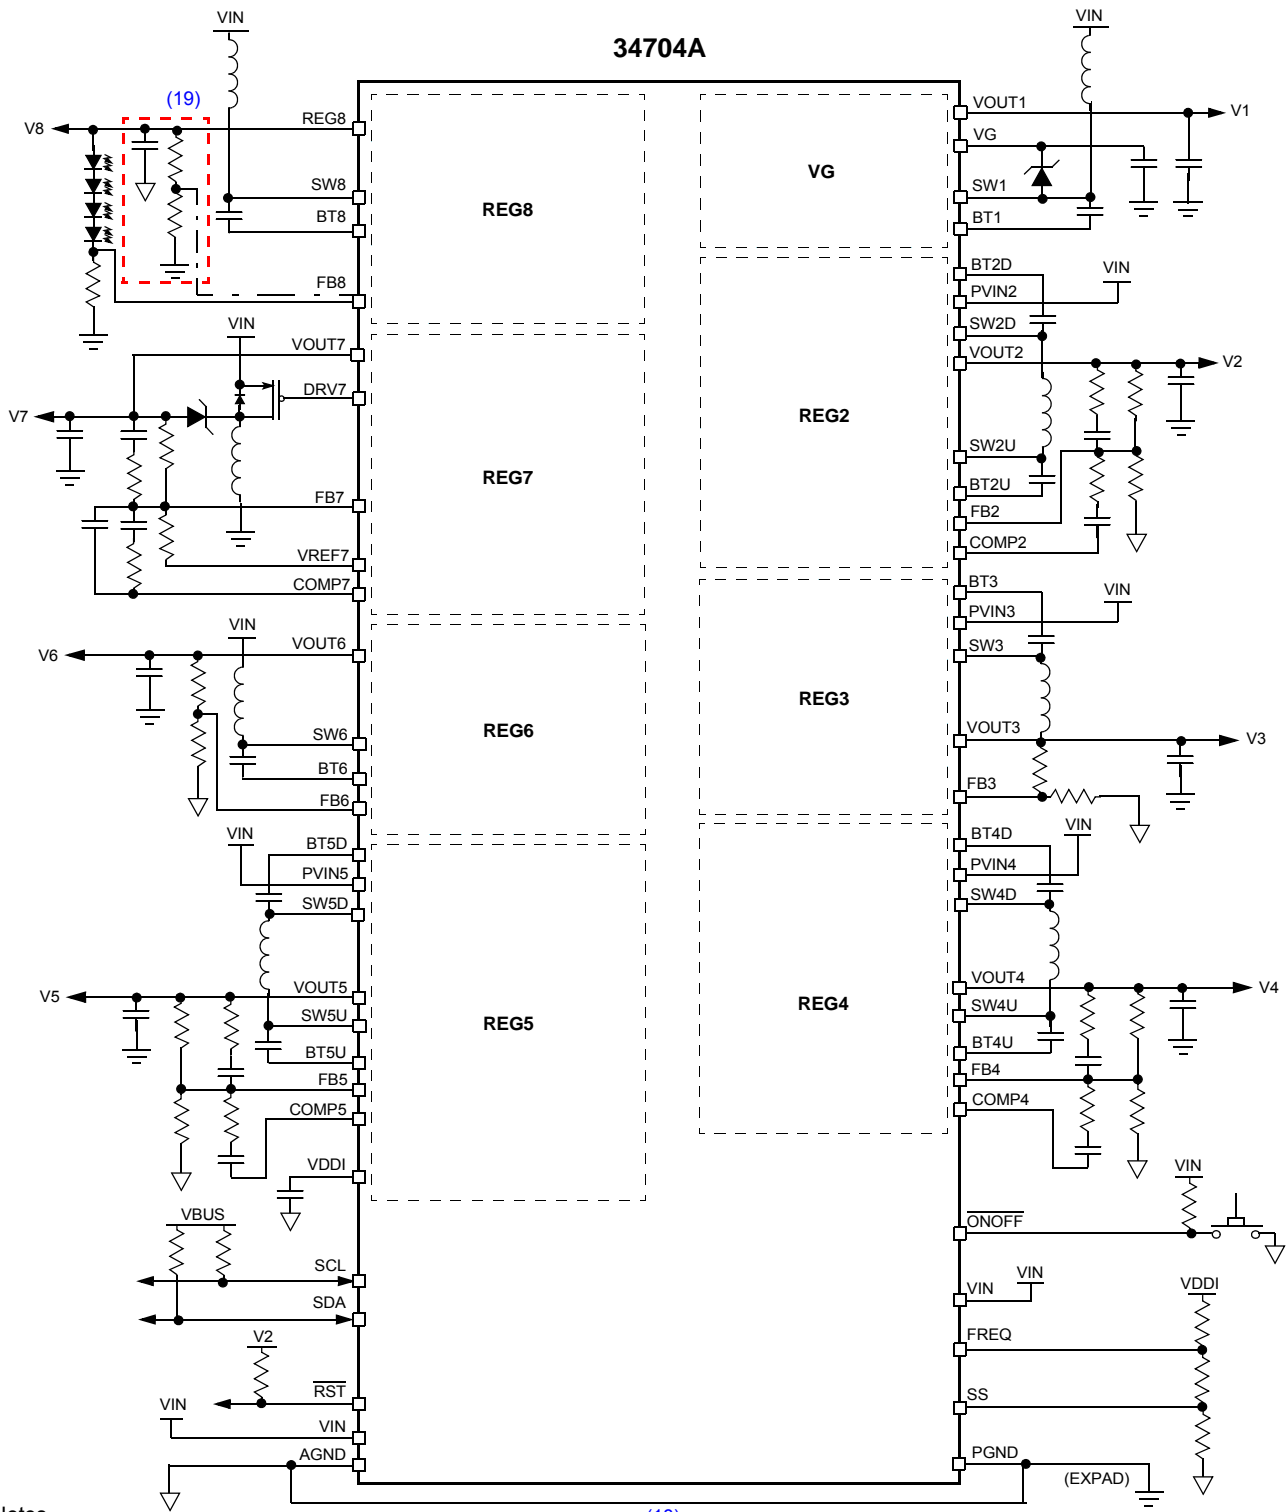 34704A
VIN
VIN
(19)
V8
REG8
SW8
BT8
FB8
REG8
VG
VOUT1
V1
VG
SW1
BT1
BT2D
VIN
PVIN2
SW2D
VOUT2
V2
SW2U
BT2U
FB2
COMP2
REG2
VIN
VOUT7
DRV7
V7
FB7
VREF7
COMP7
REG7
BT3
VIN
PVIN3
SW3
VOUT3
V3
FB3
REG3
VIN
VOUT6
V6
SW6
BT6
FB6
REG6
VIN
BT5D
PVIN5
SW5D
VOUT5
V5
SW5U
BT5U
FB5
COMP5
REG5
VDDI
BT4D
VIN
PVIN4
SW4D
VOUT4
V4
SW4U
BT4U
FB4
COMP4
REG4
VBUS
SCL
SDA
V2
RST
VIN
VIN
AGND
VIN
ONOFF
VIN
VIN
VDDI
FREQ
SS
PGND
(EXPAD)